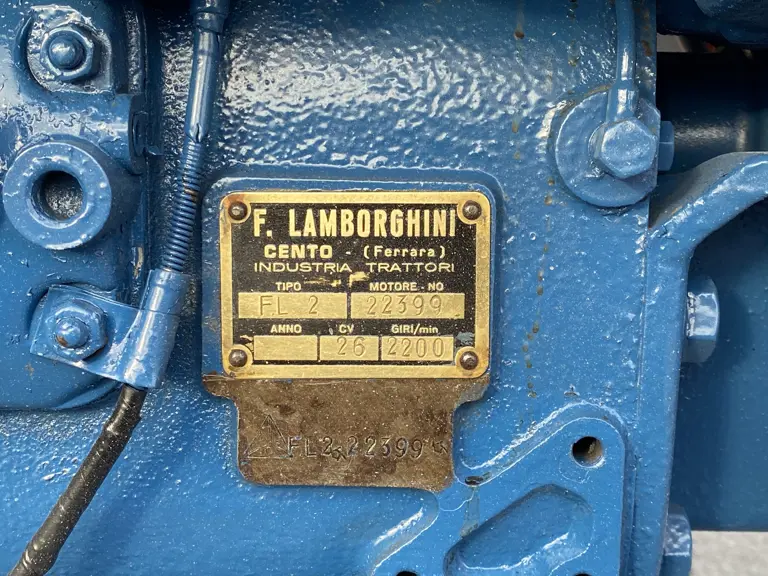 F. LAMBORGHINI
CENTO - (Ferrara)
INDUSTRIA TRATTORI
TIPO MOTORE - NO
FL 2 22399
ANNO CV GIRI/min
26 2200
FL2 22399